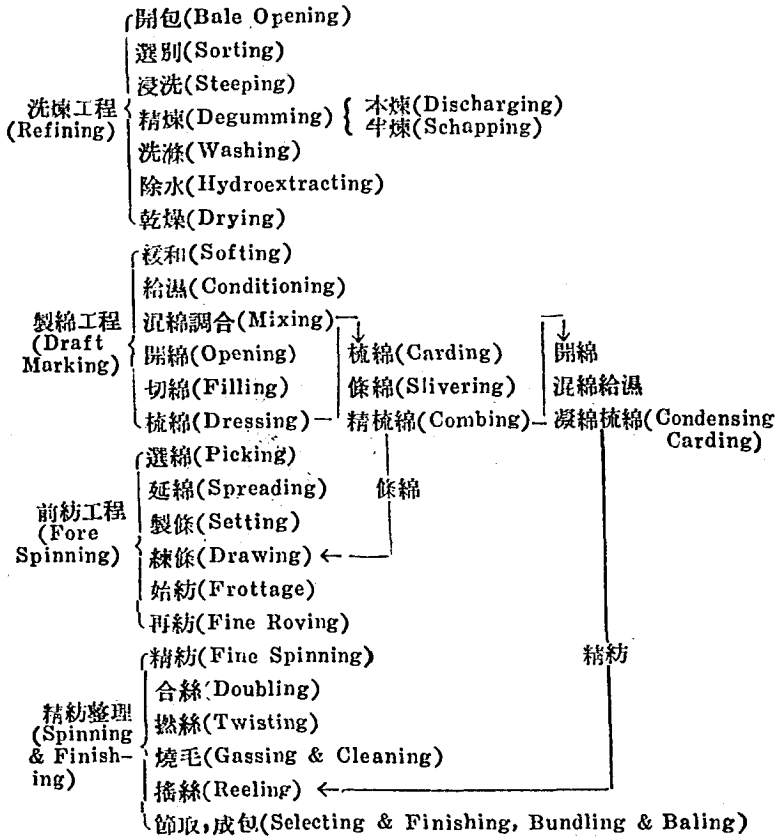 開包(Bale Opening)
選別(Sorting)
浸洗(Steeping)
洗煉工程
(Refining)
精煉(Degumming)
本煉(Discharging)
半煉(Schapping)
洗滌(Washing)
除水(Hydroextracting)
乾燥(Drying)
製綿工程
(Draft
Marking)
緩和(Softing)
給濕(Conditioning)
混綿調合(Mixing)
開綿(Opening)
切綿(Filling)
梳綿(Dressing)
梳綿(Carding)
條綿(Slivering)
精梳綿(Combing)
開綿
混綿給濕
凝綿梳綿(Condensing
Carding)
前紡工程
(Fore
Spinning)
選綿(Picking)
延綿(Spreading)
製條(Setting)
練條(Drawing)
始紡(Frottage)
再紡(Fine Roving)
條綿
精紡
精紡整理
(Spinning
& Finish-
ing)
精紡(Fine Spinning)
合絲(Doubling)
撚絲(Twisting)
燒毛(Gassing & Cleaning)
搖絲(Reeling)
節取,成包(Selecting & Finishing, Bundling & Baling)